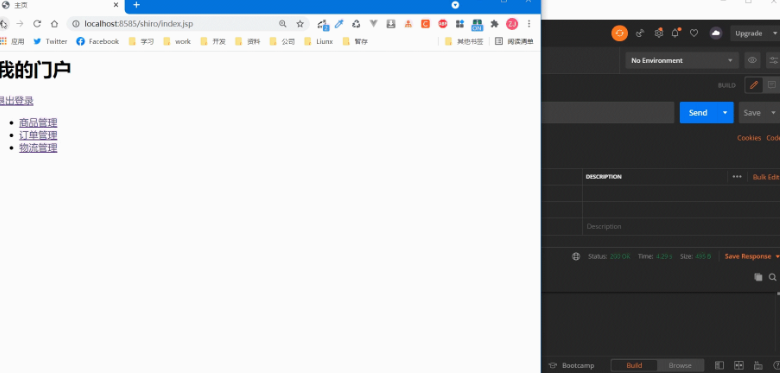 主页
localhost:8585/shiro/index.jsp
应用 Twitter Facebook 学习 work 开发 资料 公司 Liunx 暂存 其他书签 阅读清单
我的门户
退出登录
商品管理
订单管理
物流管理
Upgrade
No Environment
BUILD
Send Save
Cookies Code
DESCRIPTION Bulk Edit
Description
Status: 200 OK Time: 4.29 s Size: Save Response
Bootcamp Build Browse